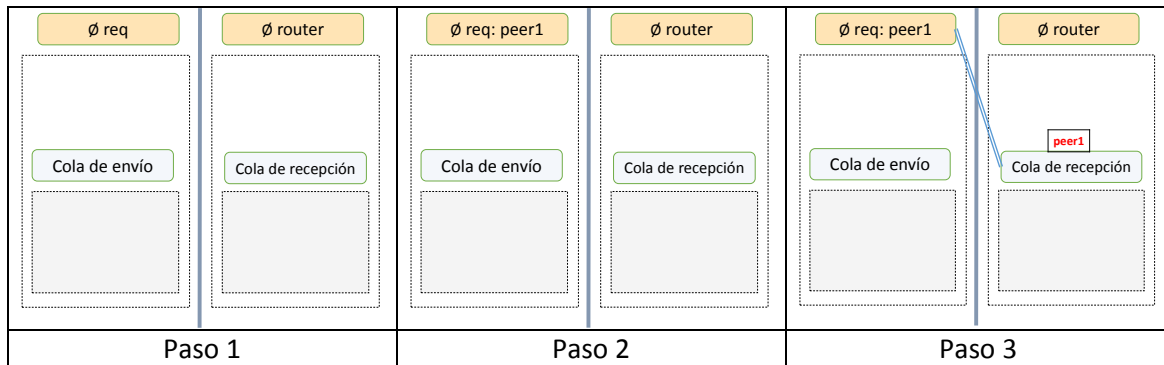 Ø req
Ø router
Cola de envío
Cola de recepción
Paso 1
Ø req: peer1
Ø router
Cola de envío
Cola de recepción
Paso 2
Ø req: peer1
Ø router
peer1
Cola de envío
Cola de recepción
Paso 3